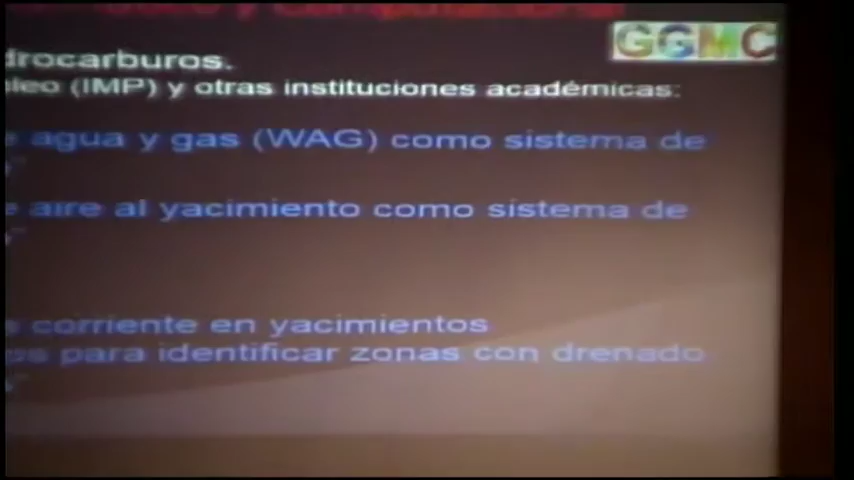 GGMC
drocarburos.
leo (IMP) y otras instituciones académicas:
e agua y gas (WAG) como sistema de
e aire al yacimiento como sistema de
corriente en yacimientos
os para identificar zonas con drenado